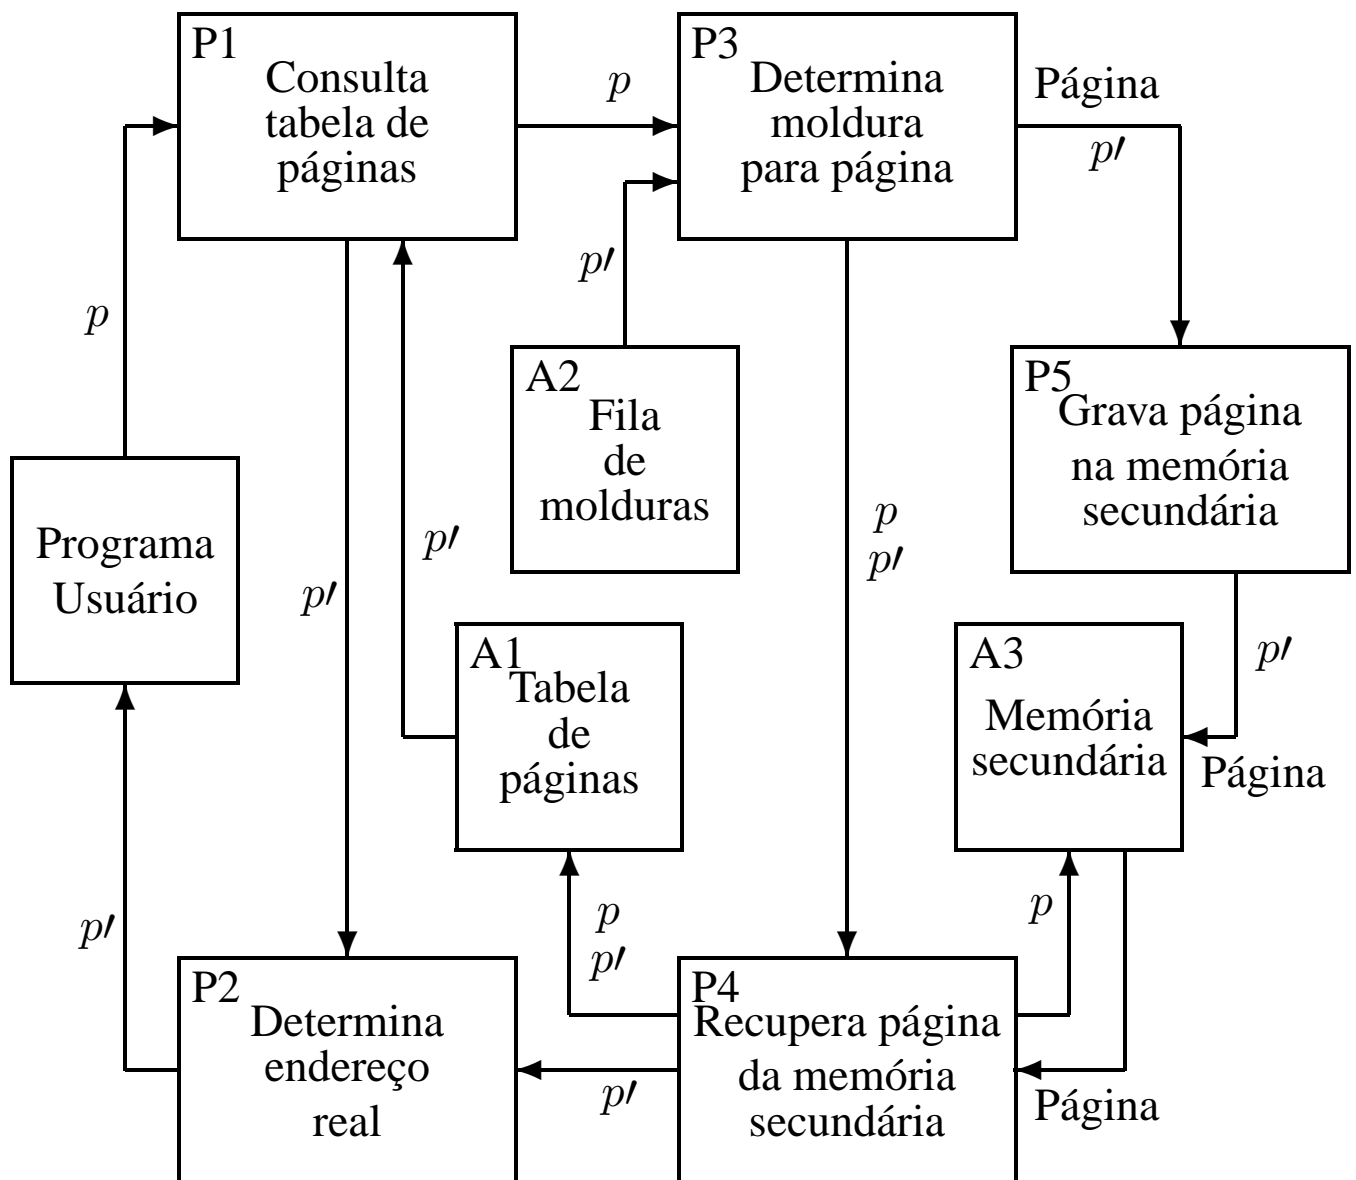 P1
Consulta
tabela de
páginas
p
P3
Determina
moldura
para página
Página
p′
p′
p
A2
Fila
de
molduras
P5
Grava página
na memória
secundária
Programa
Usuário
p′
p′
p
p′
A1
Tabela
de
páginas
A3
Memória
secundária
p′
Página
p′
p
p′
p
P2
Determina
endereço
real
p′
P4
Recupera página
da memória
secundária
Página